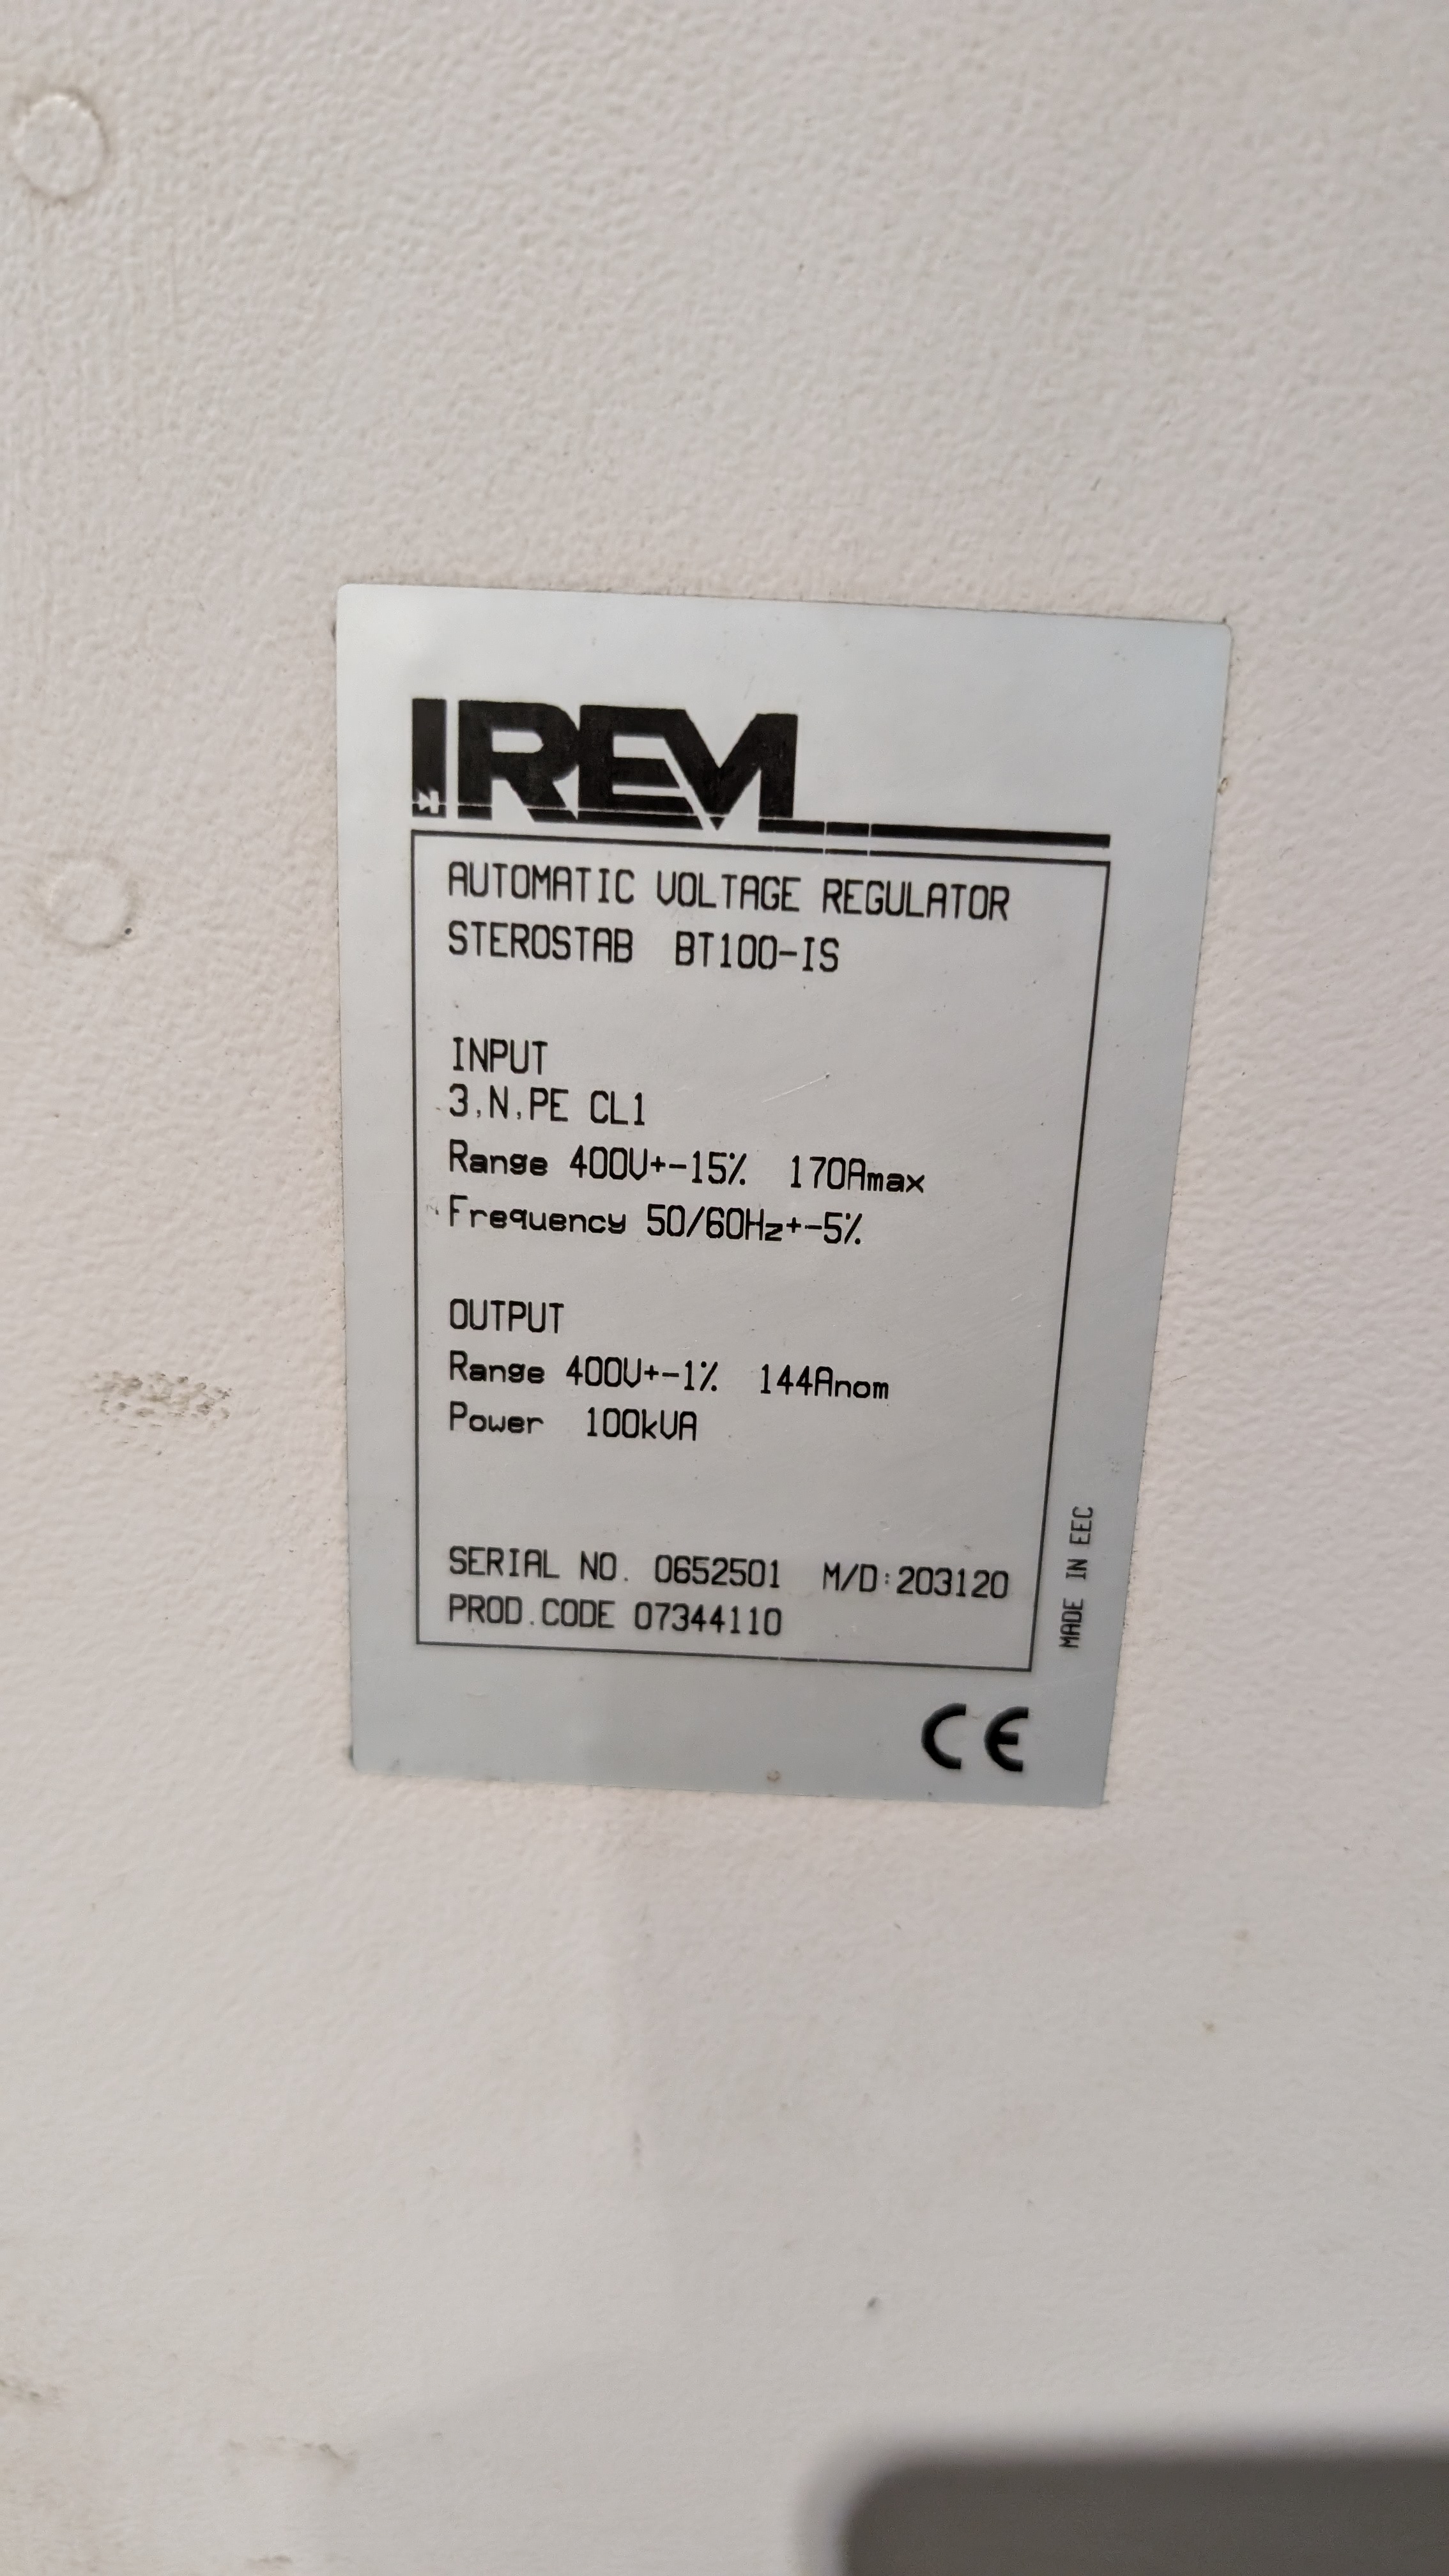 IREM
AUTOMATIC VOLTAGE REGULATOR
STEROSTAB BT100-IS
INPUT
3,N,PE CL1
Range 400V+-15% 170Amax
Frequency 50/60Hz+-5%
OUTPUT
Range 400V+-1% 144Anom
Power 100kVA
SERIAL NO. 0652501 M/D:203120
PROD.CODE 07344110
MADE IN EEC
CE